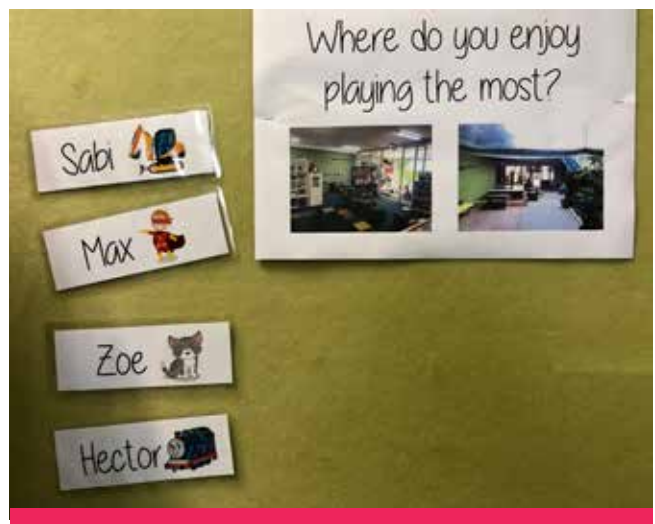 Where do you enjoy
playing the most?
Sabi
Max
Zoe
Hector